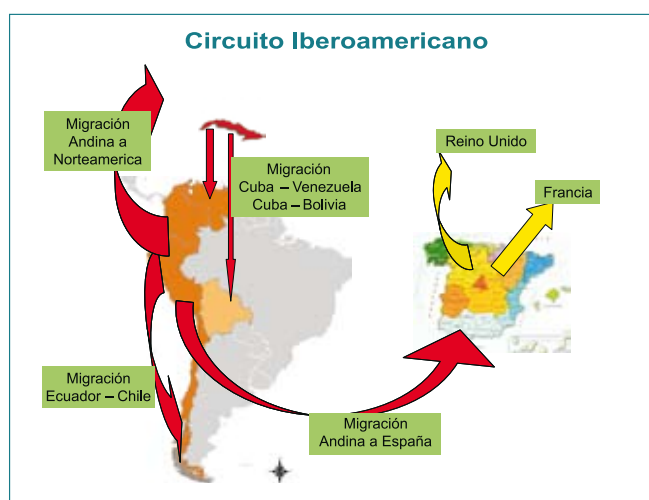 Circuito Iberoamericano
Migración
Andina a
Norteamerica
Migración
Cuba – Venezuela
Cuba – Bolivia
Reino Unido
Francia
Migración
Ecuador – Chile
Migración
Andina a España